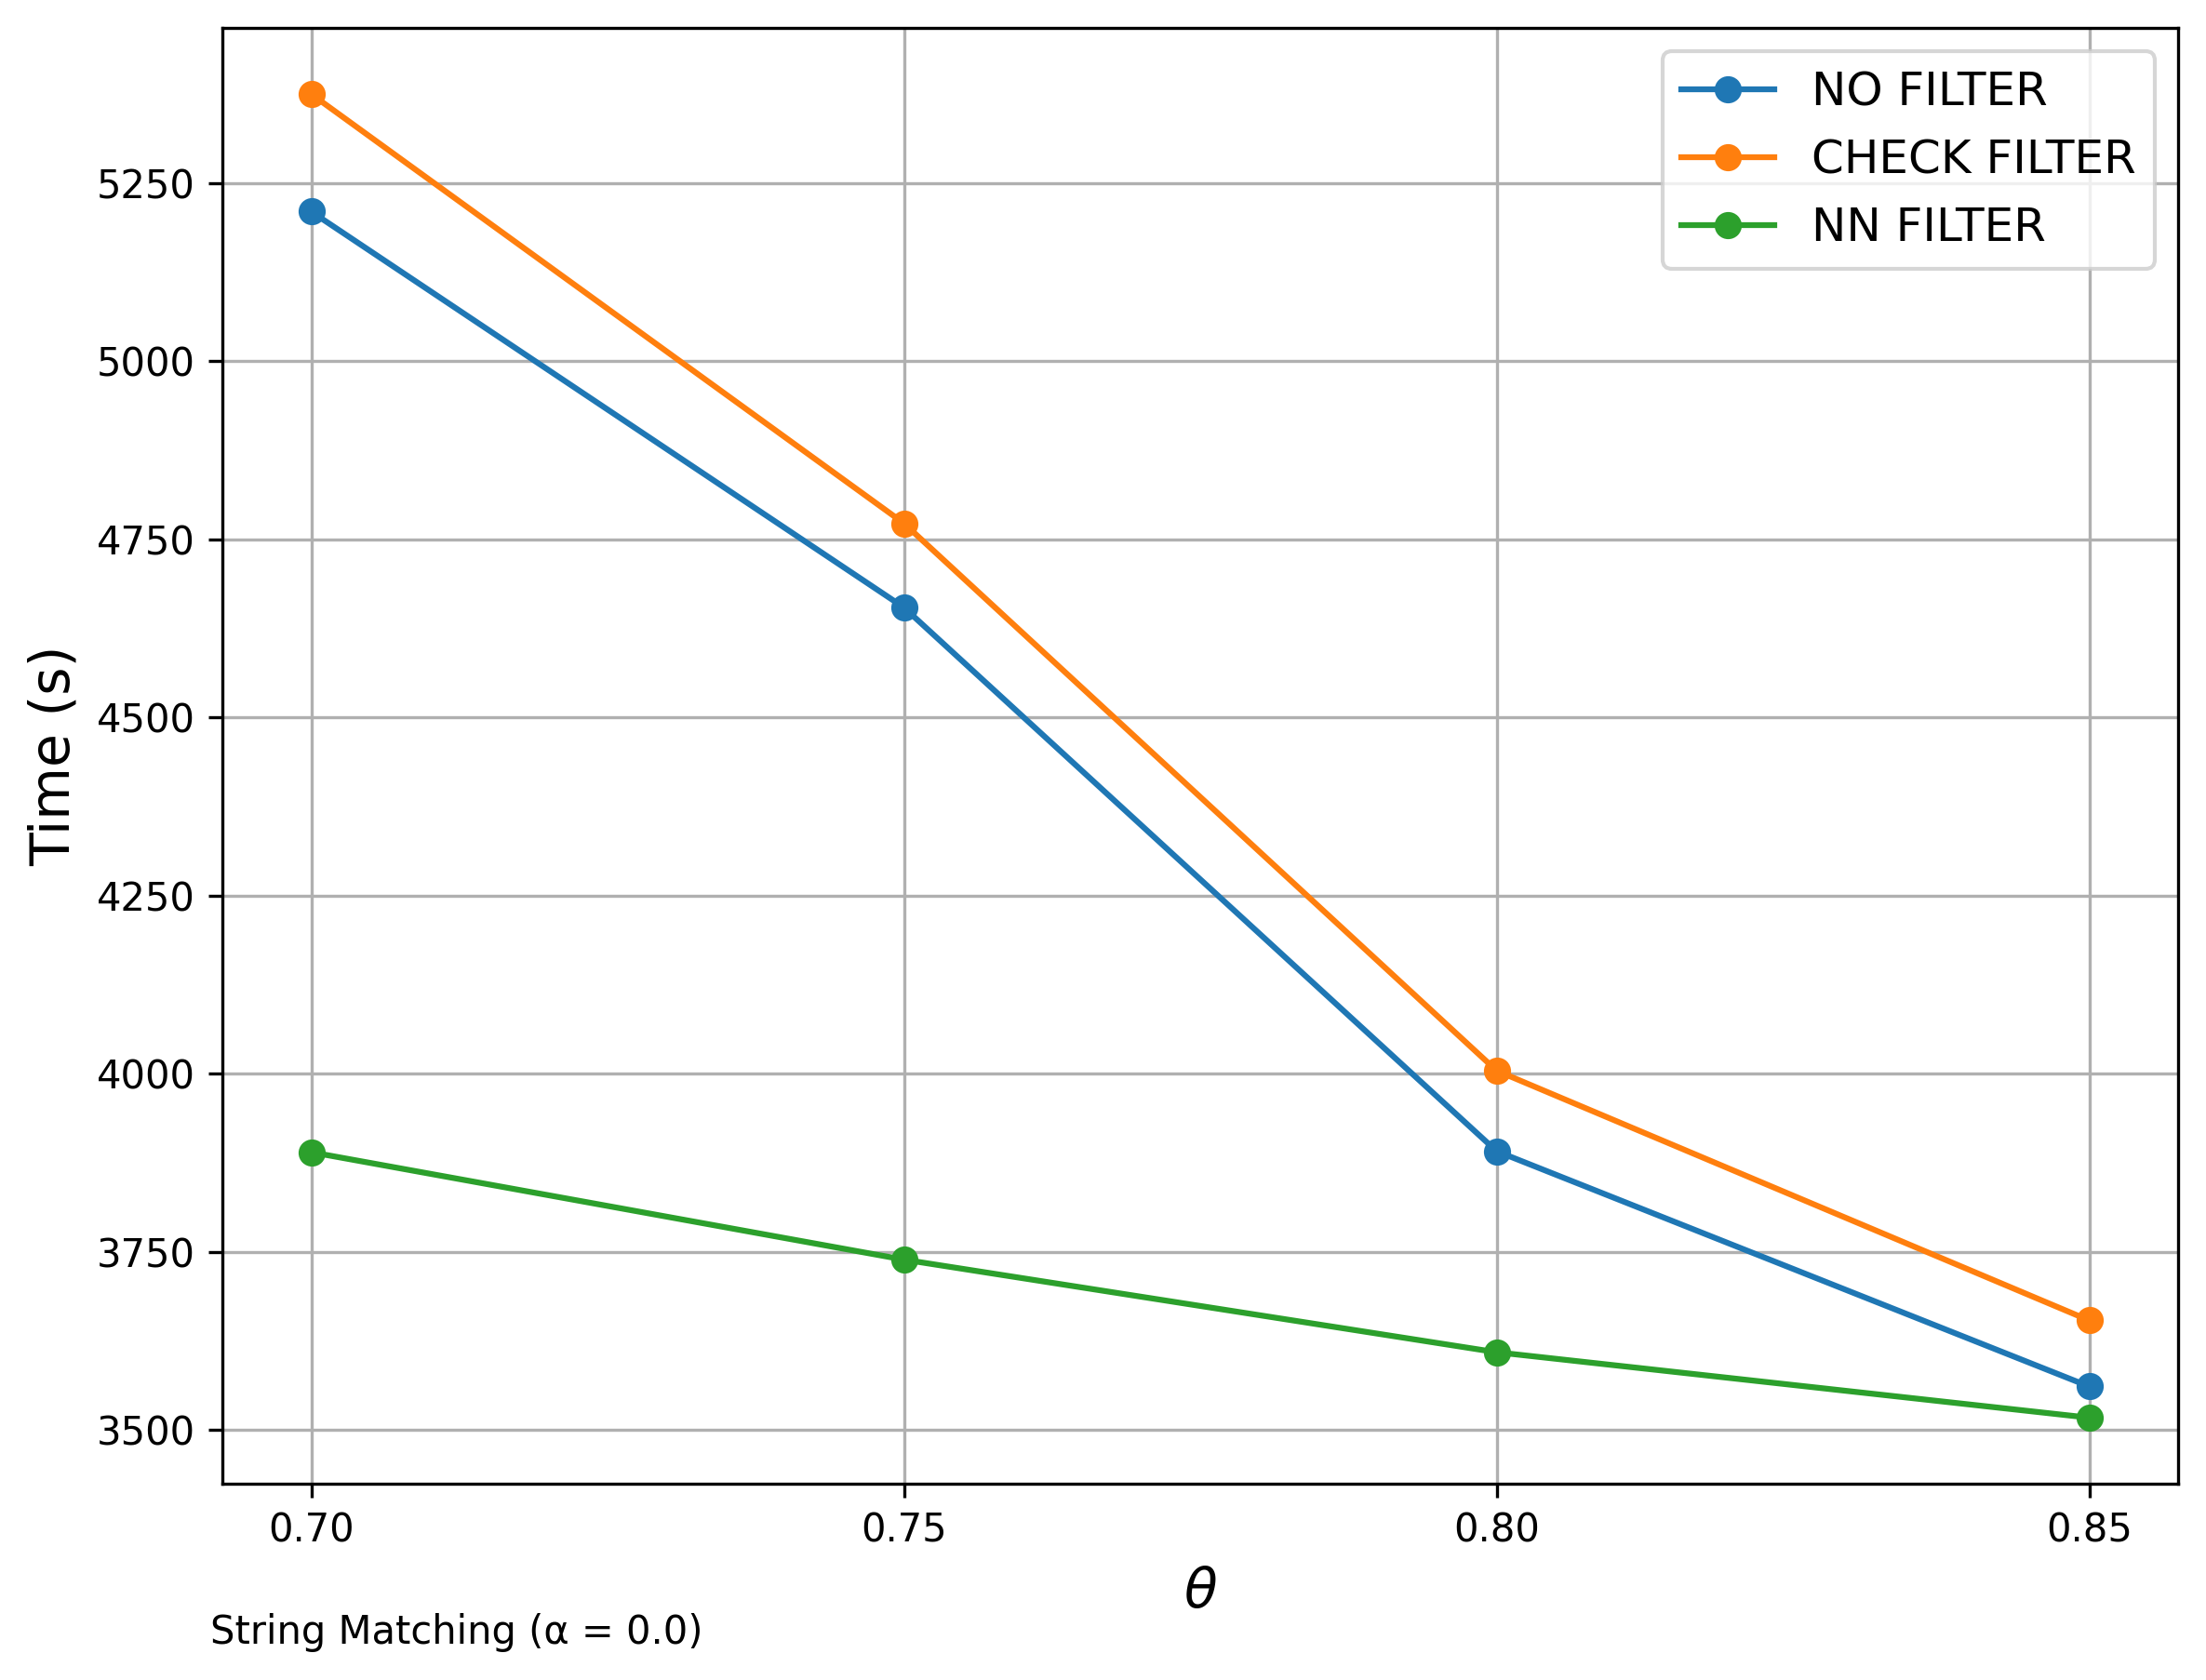 NO FILTER
CHECK FILTER
NN FILTER
Time (s)
5250
5000
4750
4500
4250
4000
3750
3500
0.70 0.75 0.80 0.85
θ
String Matching (α = 0.0)